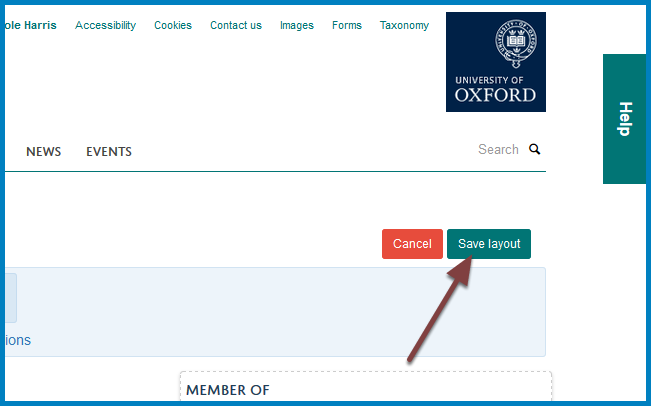 ole Harris Accessibility Cookies Contact us Images Forms Taxonomy
UNIVERSITY OF
OXFORD
Help
NEWS EVENTS Search
Cancel Save layout
ions
MEMBER OF